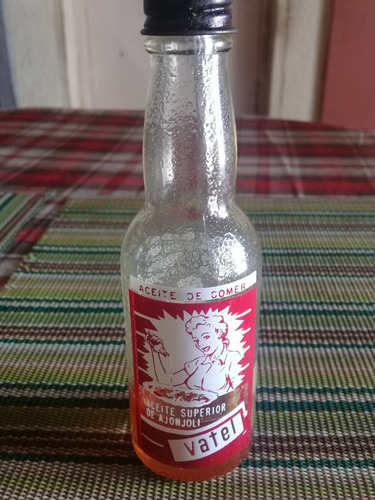 ACEITE DE COMER
ACEITE SUPERIOR
DE AJONJOLI
Vatel